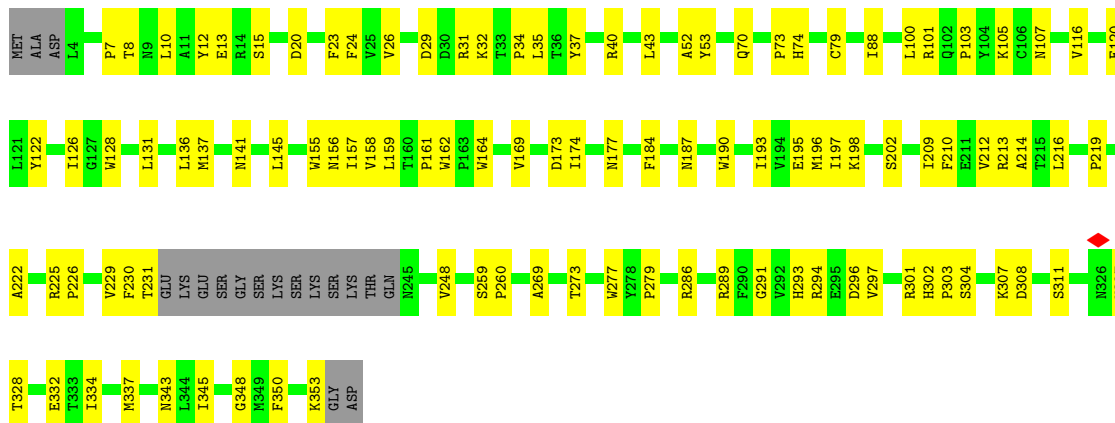 MET ALA ASP L4 P7 T8 N9 L10 A11 Y12 E13 R14 S15 D20 F23 F24 V25 V26 D29 D30 R31 K32 T33 P34 L35 T36 Y37 R40 L43 A52 Y53 Q70 P73 H74 C79 I88 L100 R101 Q102 P103 Y104 K105 C106 N107 V116
L121 Y122 I126 G127 W128 L131 L136 M137 N141 L145 W155 N156 I157 V158 L159 T160 P161 W162 P163 W164 V169 D173 I174 N177 F184 N187 W190 I193 V194 E195 M196 I197 K198 S202 I209 F210 E211 V212 R213 A214 T215 L216 P219
A222 R225 P226 V229 F230 T231 GLU LYS GLU SER GLY SER LYS SER SER LYS SER LYS THR GLN N245 V248 S259 P260 A269 T273 W277 Y278 P279 R286 R289 F290 G291 V292 H293 R294 E295 D296 V297 R301 H302 P303 S304 K307 D308 S311 N326
T328 E332 T333 I334 M337 N343 L344 I345 G348 M349 F350 K353 GLY ASP